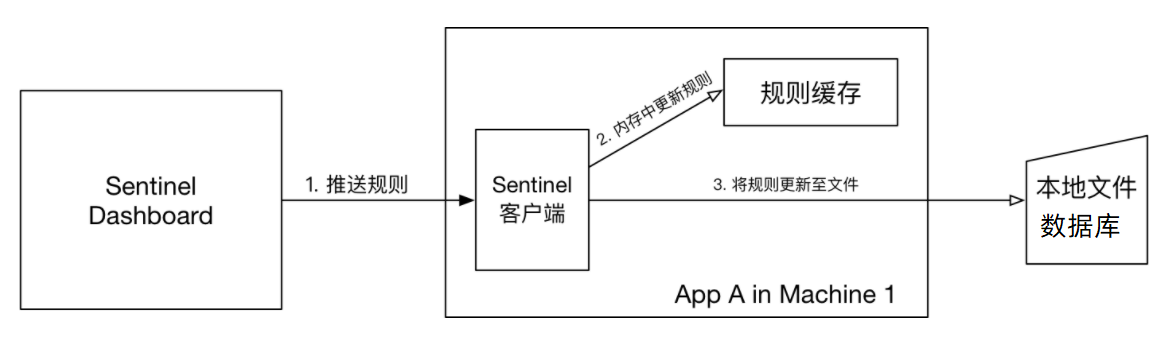 Sentinel
Dashboard
1. 推送规则
Sentinel
客户端
2. 内存中更新规则
规则缓存
3. 将规则更新至文件
本地文件
数据库
App A in Machine 1